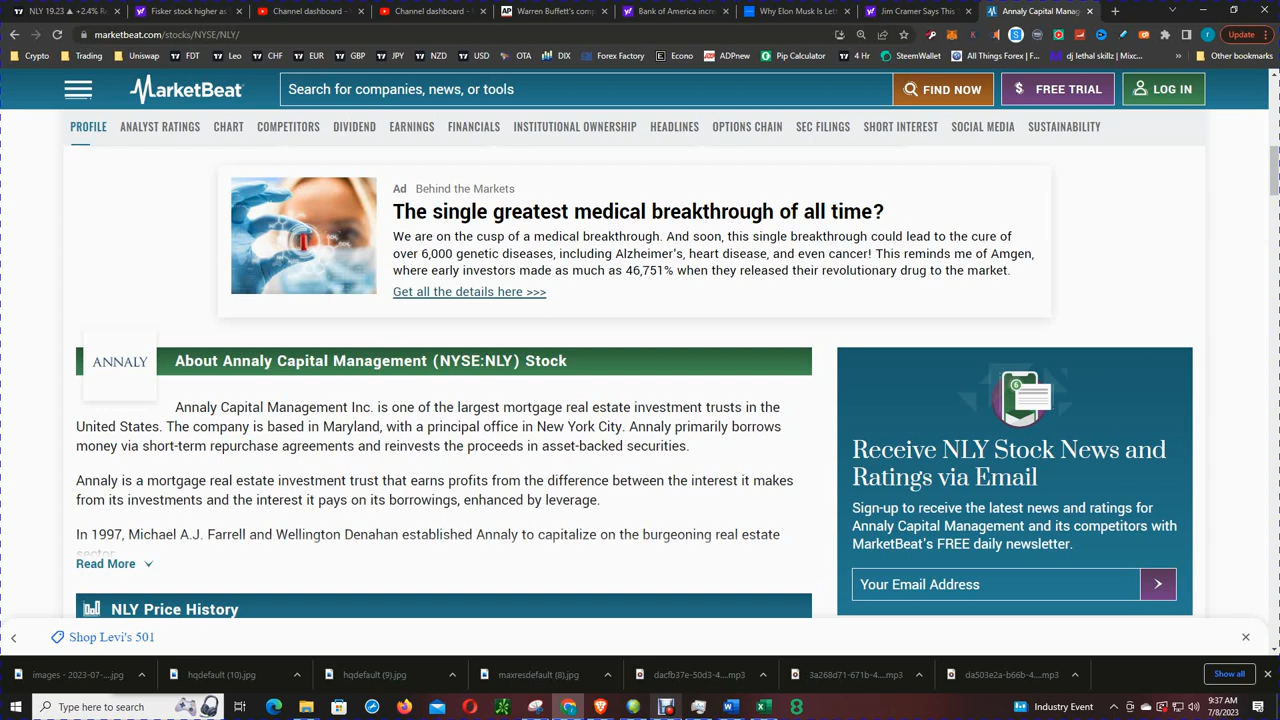 NLY 19.23 ▲ +2.4% R
Fisker stock higher as
Channel dashboard -
Channel dashboard -
Warren Buffett's com
Bank of America incre
Why Elon Musk Is Left
Jim Cramer Says This
Annaly Capital Manag
marketbeat.com/stocks/NYSE/NLY/
Update
Crypto
Trading
Uniswap
FDT
EUR
CHF
JPY
NZD
USD
OTA
DIX
Forex Factory
Econo
ADPnew
Pip Calculator
4 Hr
SteemWallet
All Things Forex | F...
dj lethal skillz | Mixc...
»
Other bookmarks
MarketBeat
Search for companies, news, or tools
FIND NOW
FREE TRIAL
LOG IN
PROFILE ANALYST RATINGS CHART COMPETITORS DIVIDEND EARNINGS FINANCIALS INSTITUTIONAL OWNERSHIP HEADLINES OPTIONS CHAIN SEC FILINGS SHORT INTEREST SOCIAL MEDIA SUSTAINABILITY
Ad Behind the Markets
The single greatest medical breakthrough of all time?
We are on the cusp of a medical breakthrough. And soon, this single breakthrough could lead to the cure of
over 6,000 genetic diseases, including Alzheimer's, heart disease, and even cancer! This reminds me of Amgen,
where early investors made as much as 46,751% when they released their revolutionary drug to the market.
Get all the details here >>>
ANNALY
About Annaly Capital Management (NYSE:NLY) Stock
Annaly Capital Management Inc. is one of the largest mortgage real estate investment trusts in the
United States. The company is based in Maryland, with a principal office in New York City. Annaly primarily borrows
money via short-term repurchase agreements and reinvests the proceeds in asset-backed securities.
Annaly is a mortgage real estate investment trust that earns profits from the difference between the interest it makes
from its investments and the interest it pays on its borrowings, enhanced by leverage.
In 1997, Michael A.J. Farrell and Wellington Denahan established Annaly to capitalize on the burgeoning real estate
sector.
Read More
NLY Price History
Receive NLY Stock News and
Ratings via Email
Sign-up to receive the latest news and ratings for
Annaly Capital Management and its competitors with
MarketBeat's FREE daily newsletter.
Your Email Address
Shop Levi's 501
images - 2023-07-....jpg
hqdefault (10).jpg
hqdefault (9).jpg
maxresdefault (8).jpg
dacfb37e-50d3-4....mp3
3a268d71-671b-4....mp3
da503e2a-b66b-4....mp3
Show all
Type here to search
Industry Event
9:37 AM
7/8/2023